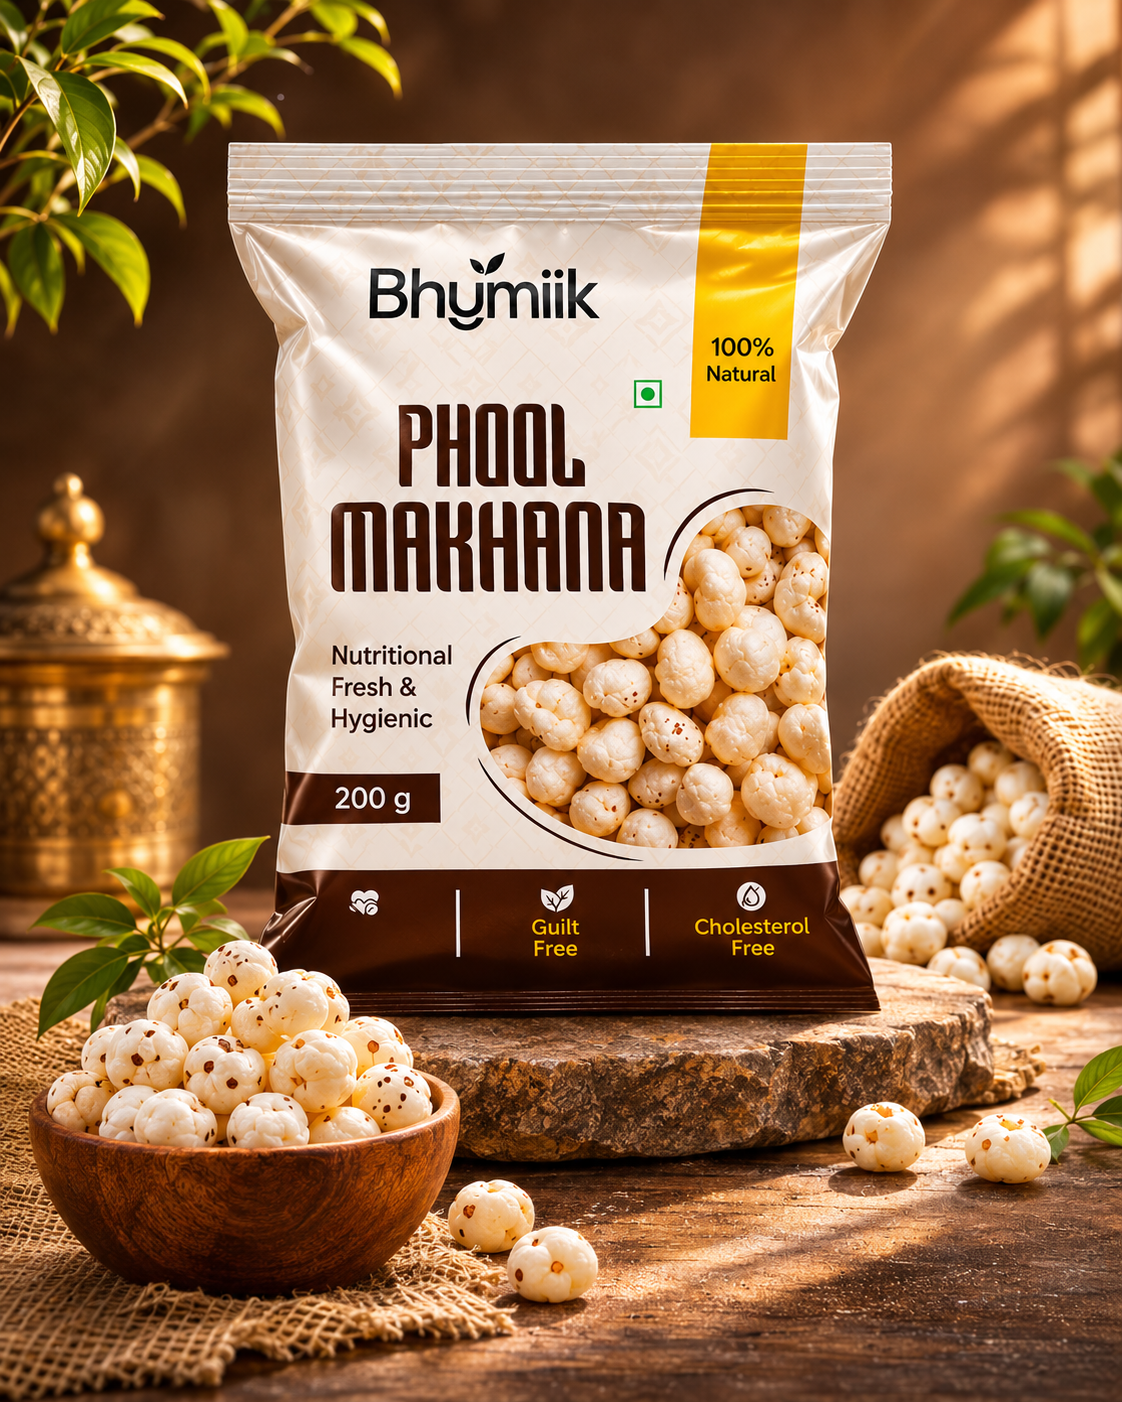 Bhymiik
100%
Natural
PHOOL
MAKHANA
Nutritional
Fresh &
Hygienic
200 g
Guilt
Free
Cholesterol
Free